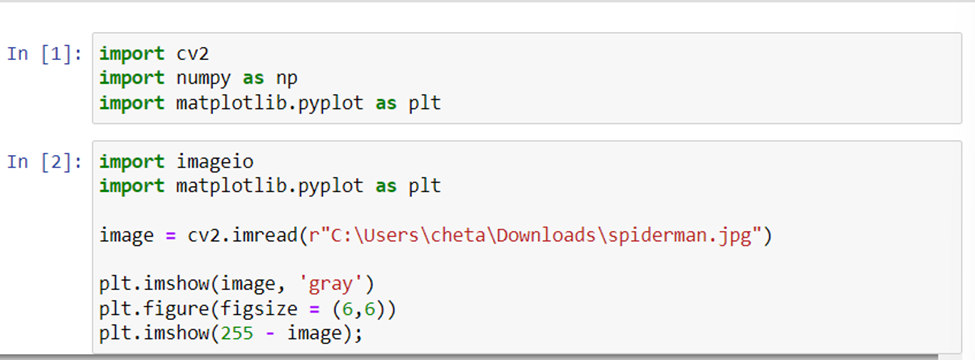 In [1]: import cv2
import numpy as np
import matplotlib.pyplot as plt
In [2]: import imageio
import matplotlib.pyplot as plt
image = cv2.imread(r"C:\Users\cheta\Downloads\spiderman.jpg")
plt.imshow(image, 'gray')
plt.figure(figsize = (6,6))
plt.imshow(255 - image);